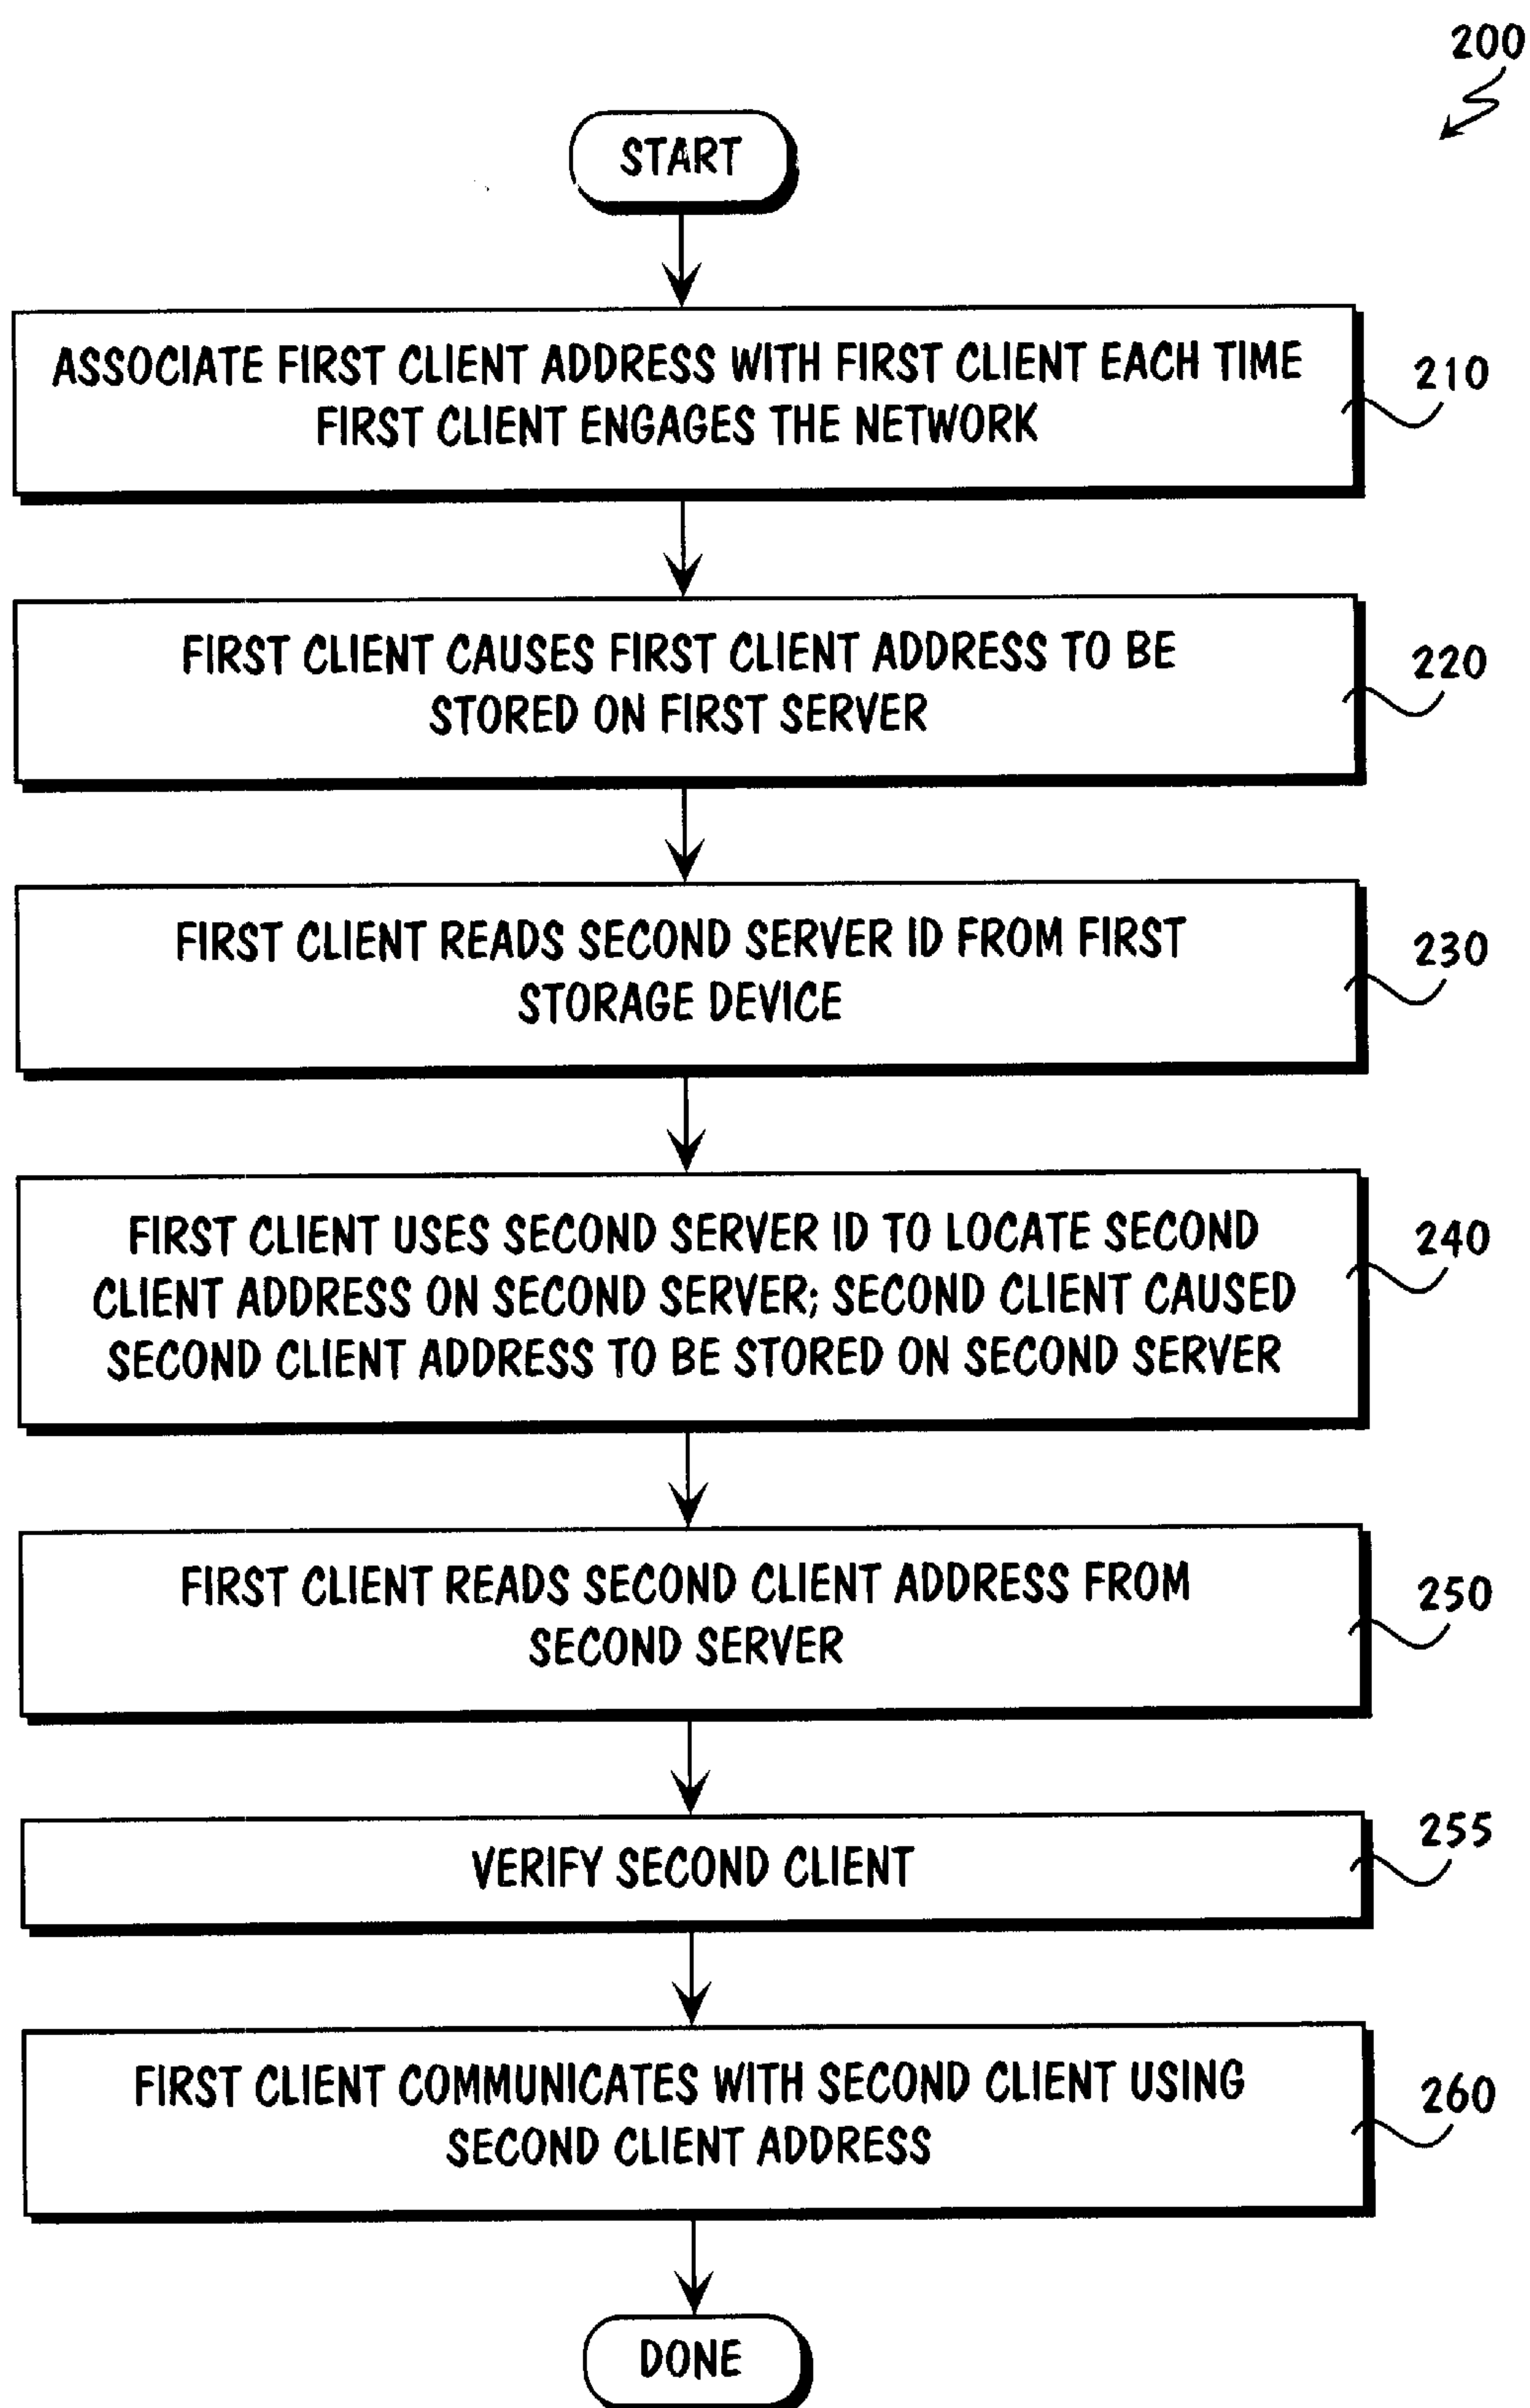 200
START
ASSOCIATE FIRST CLIENT ADDRESS WITH FIRST CLIENT EACH TIME
FIRST CLIENT ENGAGES THE NETWORK
210
FIRST CLIENT CAUSES FIRST CLIENT ADDRESS TO BE
STORED ON FIRST SERVER
220
FIRST CLIENT READS SECOND SERVER ID FROM FIRST
STORAGE DEVICE
230
FIRST CLIENT USES SECOND SERVER ID TO LOCATE SECOND
CLIENT ADDRESS ON SECOND SERVER; SECOND CLIENT CAUSED
SECOND CLIENT ADDRESS TO BE STORED ON SECOND SERVER
240
FIRST CLIENT READS SECOND CLIENT ADDRESS FROM
SECOND SERVER
250
VERIFY SECOND CLIENT
255
FIRST CLIENT COMMUNICATES WITH SECOND CLIENT USING
SECOND CLIENT ADDRESS
260
DONE